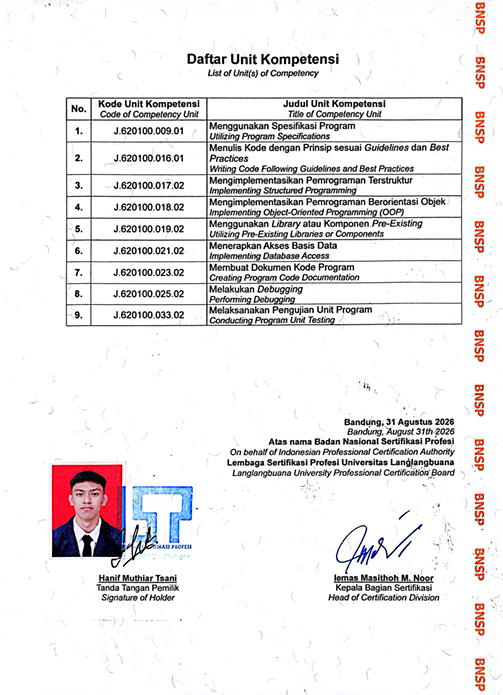 Daftar Unit Kompetensi
List of Unit(s) of Competency
No. Kode Unit Kompetensi Judul Unit Kompetensi
Code of Competency Unit Title of Competency Unit
1. J.620100.009.01 Menggunakan Spesifikasi Program
Utilizing Program Specifications
2. J.620100.016.01 Menulis Kode dengan Prinsip sesuai Guidelines dan Best
Practices
Writing Code Following Guidelines and Best Practices
3. J.620100.017.02 Mengimplementasikan Pemrograman Terstruktur
Implementing Structured Programming
4. J.620100.018.02 Mengimplementasikan Pemrograman Berorientasi Objek
Implementing Object-Oriented Programming (OOP)
5. J.620100.019.02 Menggunakan Library atau Komponen Pre-Existing
Utilizing Pre-Existing Libraries or Components
6. J.620100.021.02 Menerapkan Akses Basis Data
Implementing Database Access
7. J.620100.023.02 Membuat Dokumen Kode Program
Creating Program Code Documentation
8. J.620100.025.02 Melakukan Debugging
Performing Debugging
9. J.620100.033.02 Melaksanakan Pengujian Unit Program
Conducting Program Unit Testing
Bandung, 31 Agustus 2026
Bandung, August 31th 2026
Atas nama Badan Nasional Sertifikasi Profesi
On behalf of Indonesian Professional Certification Authority
Lembaga Sertifikasi Profesi Universitas Langlangbuana
Langlangbuana University Professional Certification Board
Hanif Muthiar Tsani
Tanda Tangan Pemilik
Signature of Holder
Iemas Masithoh M. Noor
Kepala Bagian Sertifikasi
Head of Certification Division
BNSP
BNSP
BNSP
BNSP
BNSP
BNSP
BNSP
BNSP
BNSP
BNSP
BNSP
BNSP
BNSP